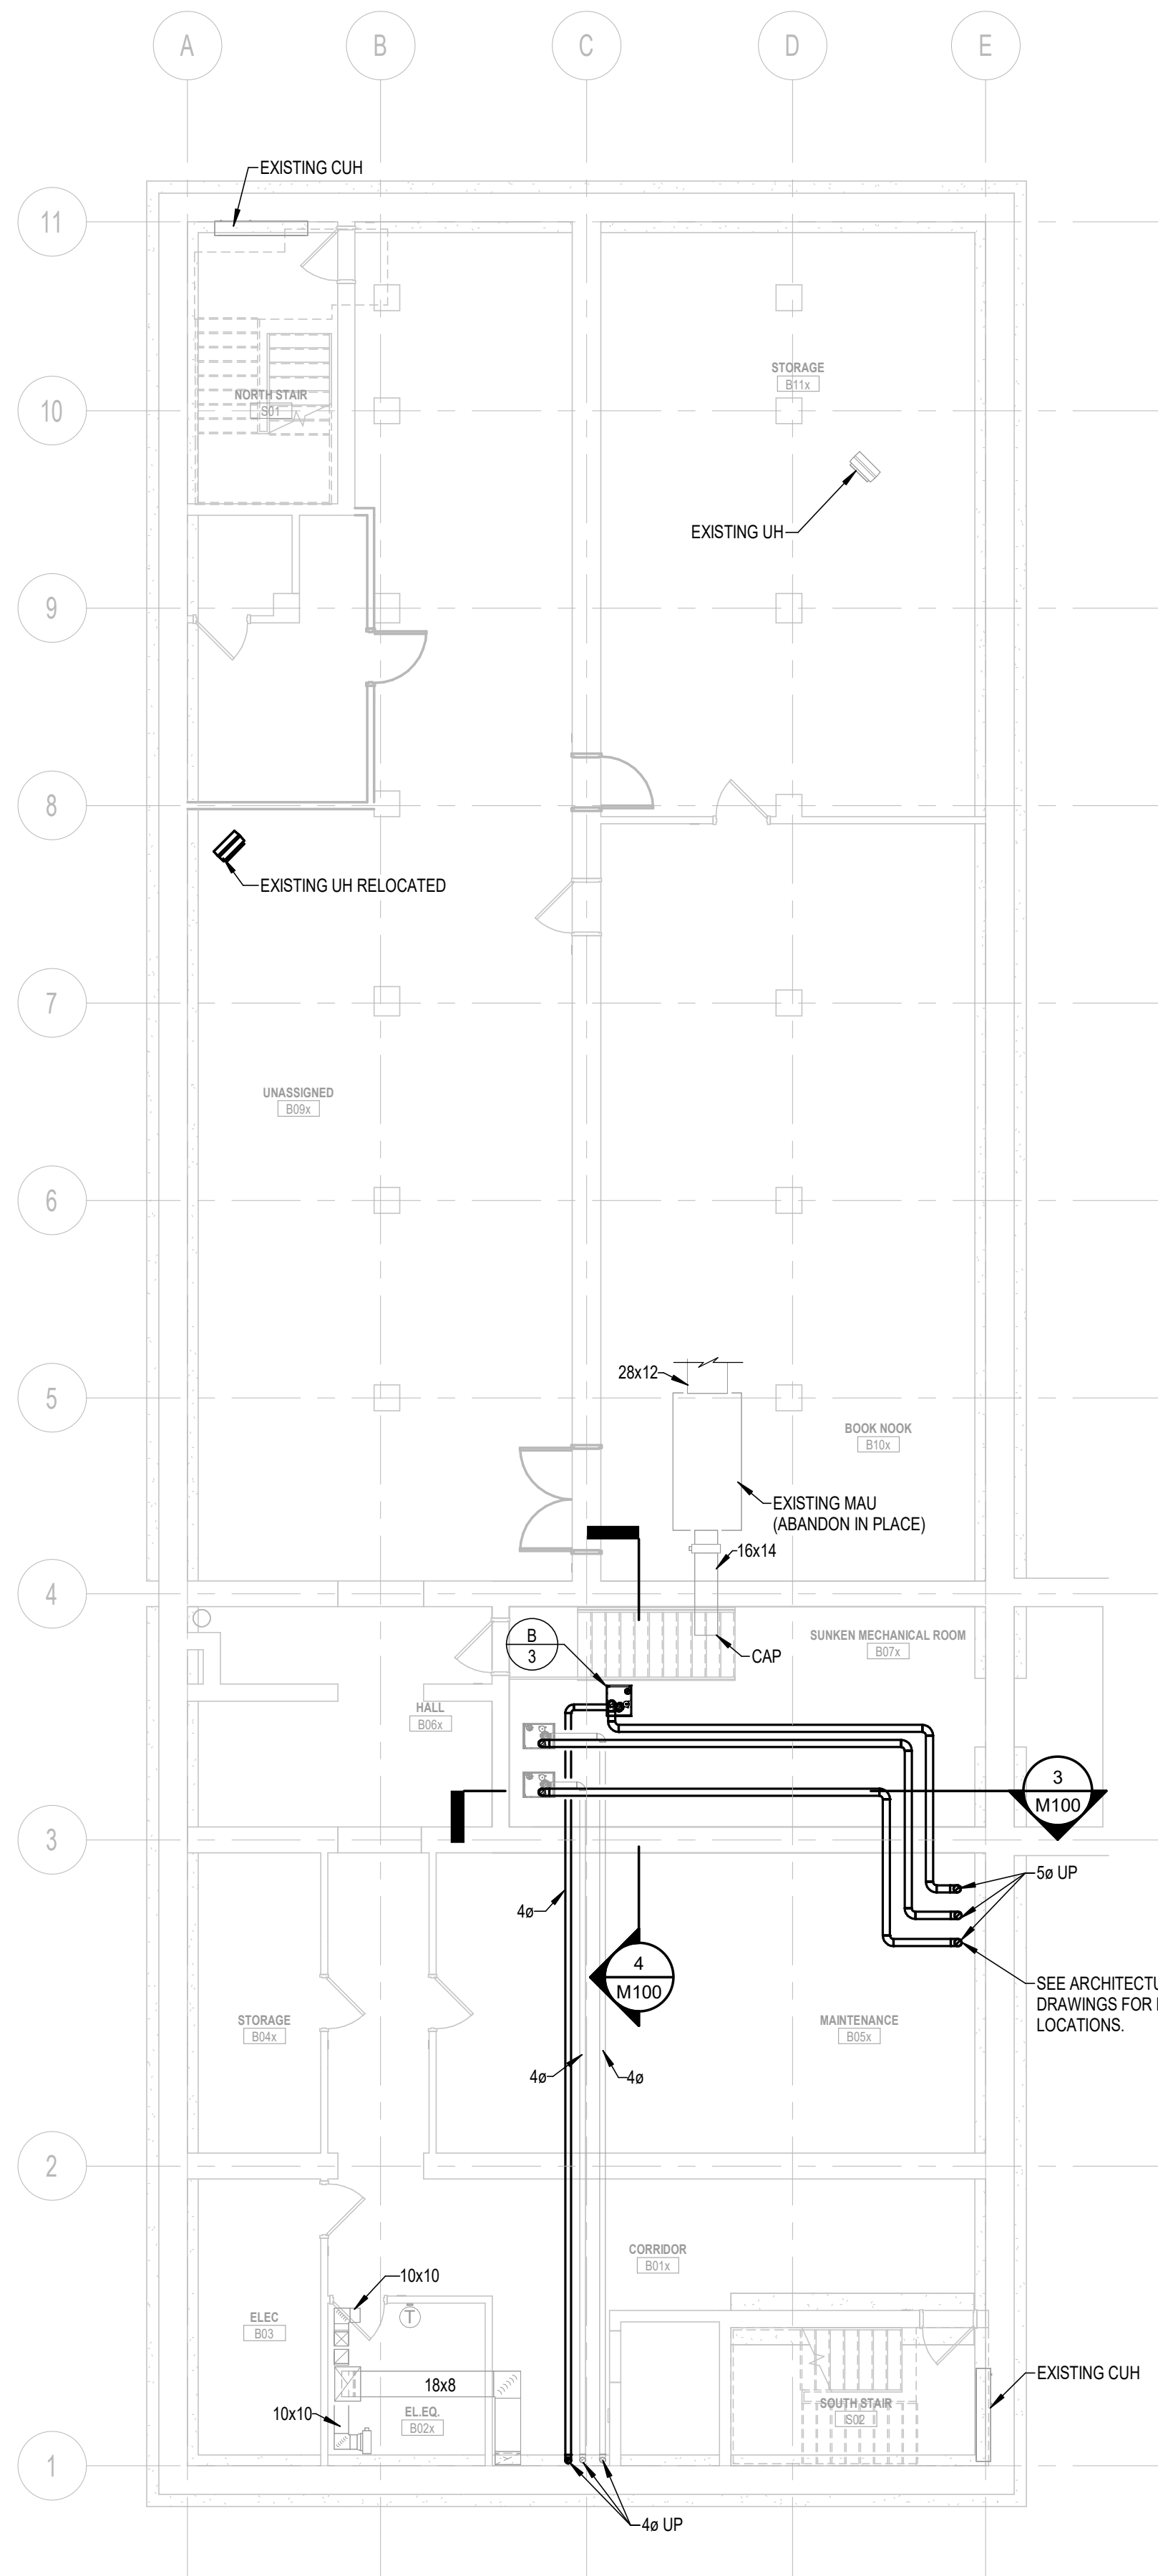 A
B
C
D
E
EXISTING CUH
11
STORAGE
B11x
NORTH STAIR
S01
10
EXISTING UH
9
8
EXISTING UH RELOCATED
7
UNASSIGNED
B09x
6
28x12
5
BOOK NOOK
B10x
EXISTING MAU
(ABANDON IN PLACE)
16x14
4
B
3
SUNKEN MECHANICAL ROOM
B07x
CAP
HALL
B06x
3
M100
3
5ø UP
4ø
4
M100
SEE ARCHITECTU
DRAWINGS FOR
LOCATIONS.
STORAGE
B04x
MAINTENANCE
B05x
4ø
4ø
2
CORRIDOR
B01x
10x10
T
ELEC
B03
18x8
EXISTING CUH
10x10
EL.EQ.
B02x
SOUTH STAIR
S02
1
4ø UP